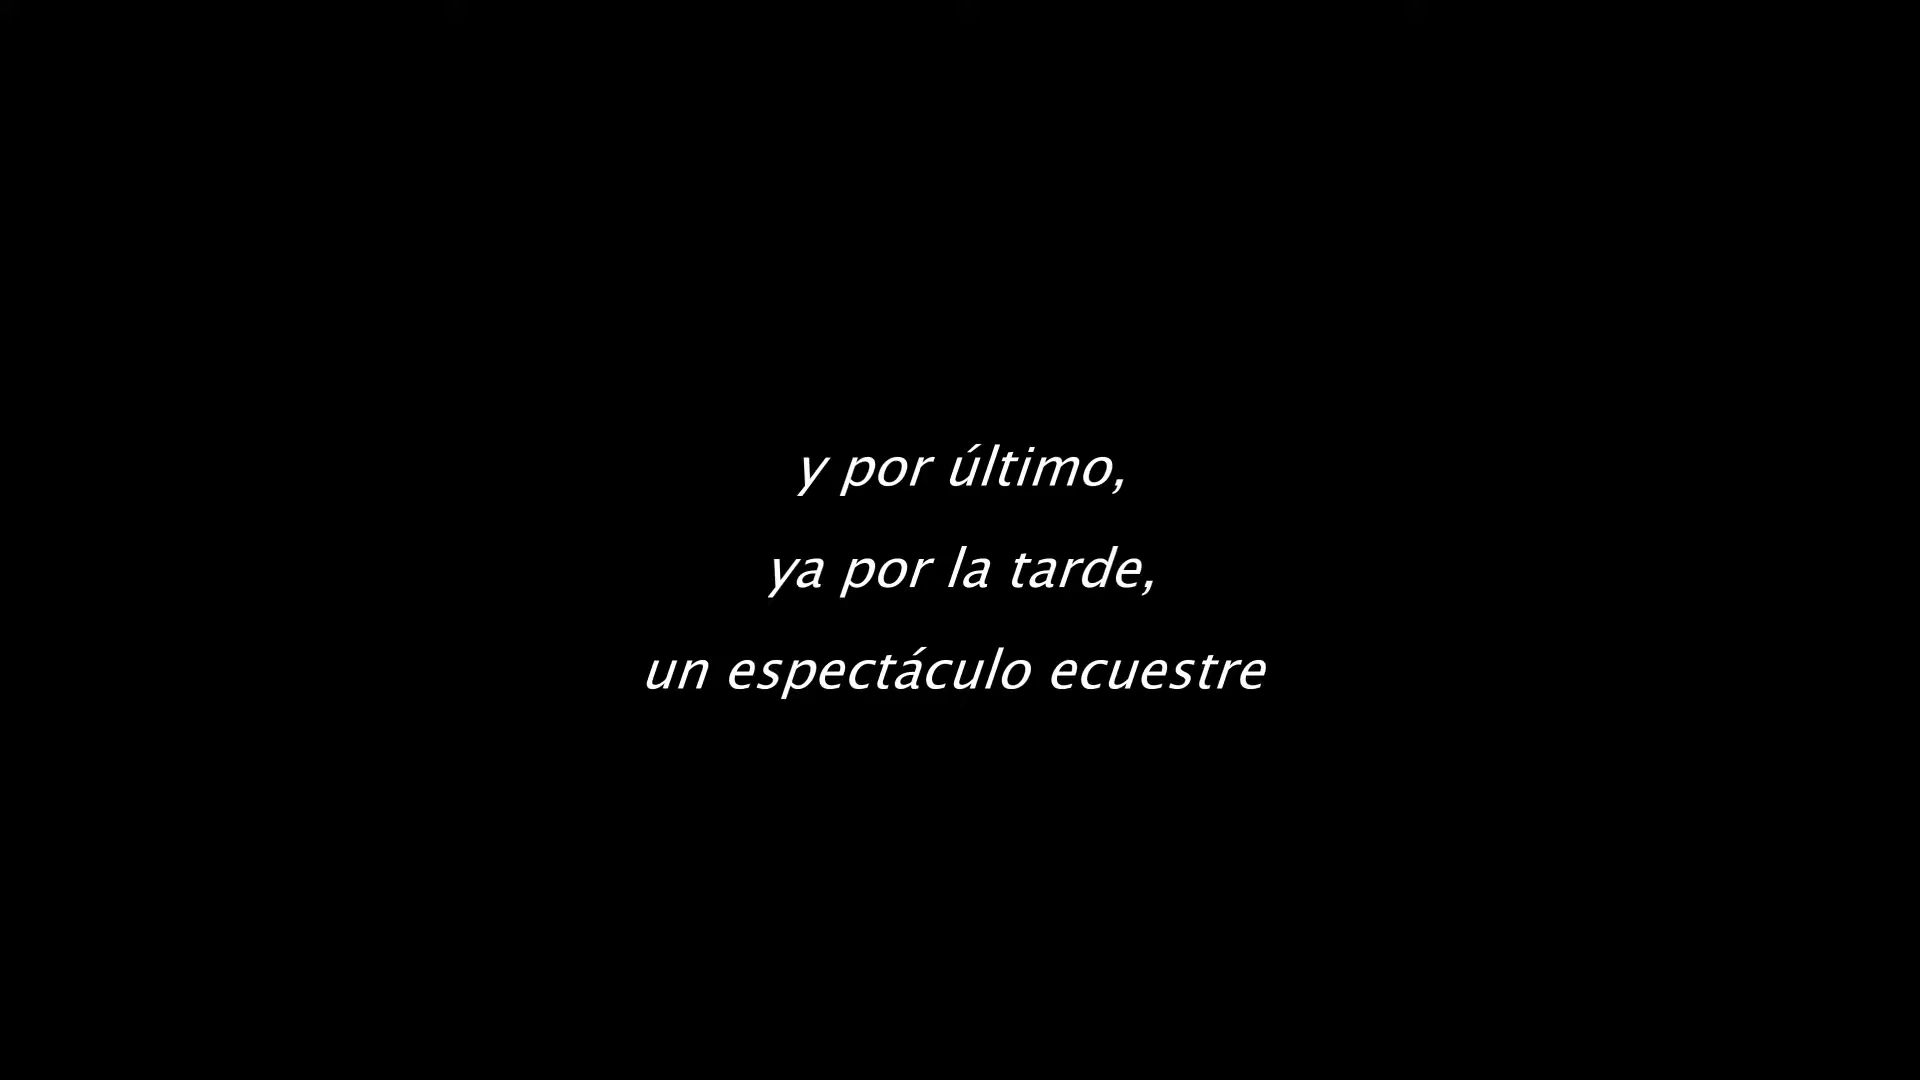 y por último,
ya por la tarde,
un espectáculo ecuestre